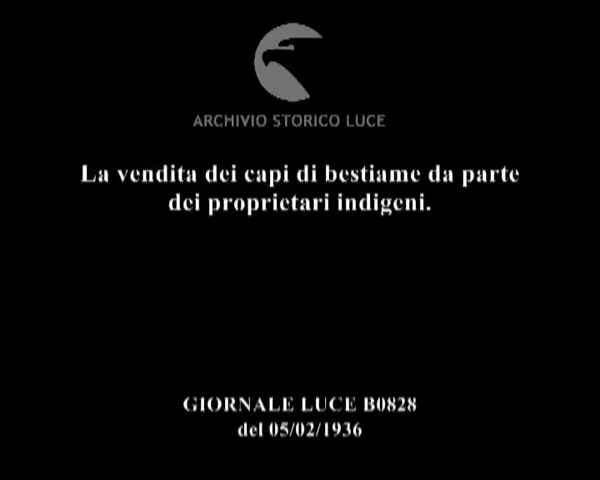 ARCHIVIO STORICO LUCE
La vendita dei capi di bestiame da parte
dei proprietari indigeni.
GIORNALE LUCE B0828
del 05/02/1936